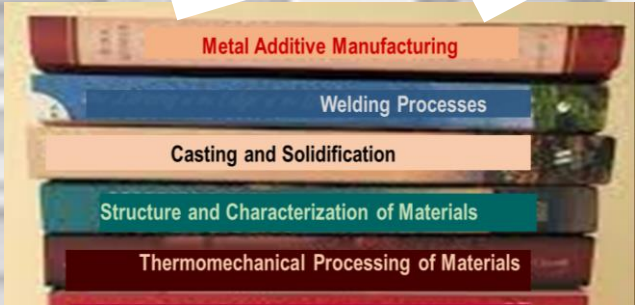 Metal Additive Manufacturing
Welding Processes
Casting and Solidification
Structure and Characterization of Materials
Thermomechanical Processing of Materials